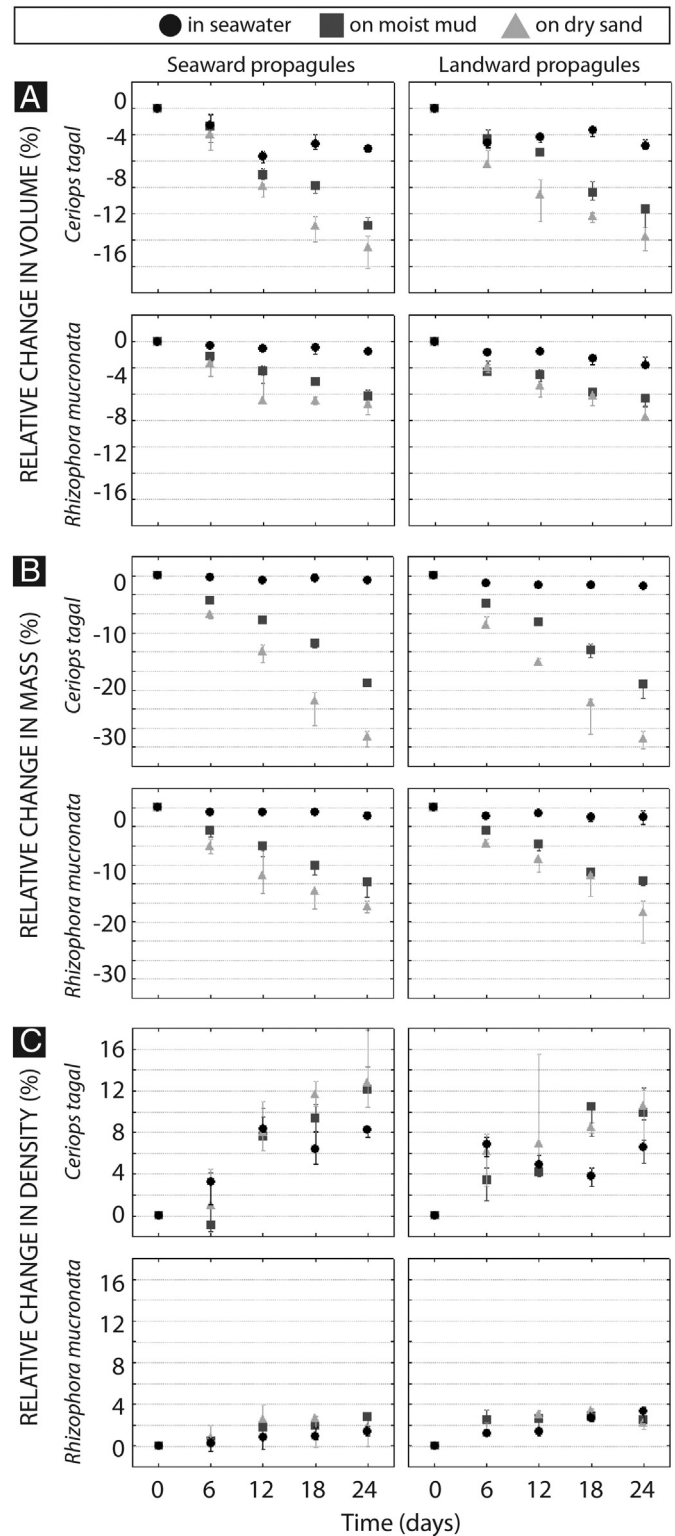 in seawater on moist mud on dry sand
Seaward propagules Landward propagules
A
RELATIVE CHANGE IN VOLUME (%)
Ceriops tagal
0
-4
-8
-12
-16
Rhizophora mucronata
0
-4
-8
-12
-16
B
RELATIVE CHANGE IN MASS (%)
Ceriops tagal
0
-10
-20
-30
Rhizophora mucronata
0
-10
-20
-30
C
RELATIVE CHANGE IN DENSITY (%)
Ceriops tagal
16
12
8
4
0
Rhizophora mucronata
16
12
8
4
0
0 6 12 18 24 0 6 12 18 24
Time (days)